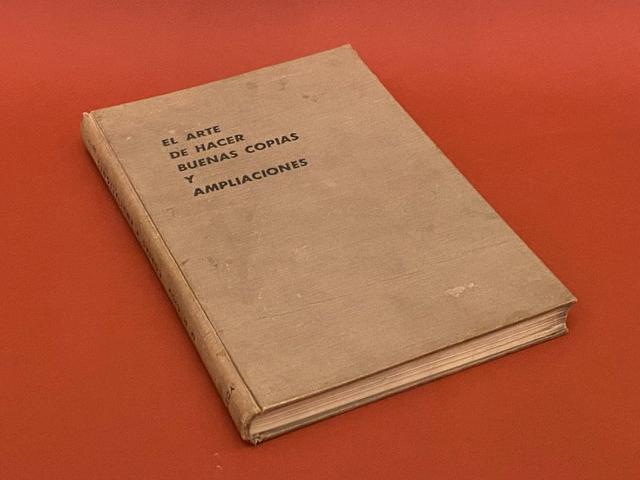 EL ARTE
DE HACER
BUENAS COPIAS
Y
AMPLIACIONES